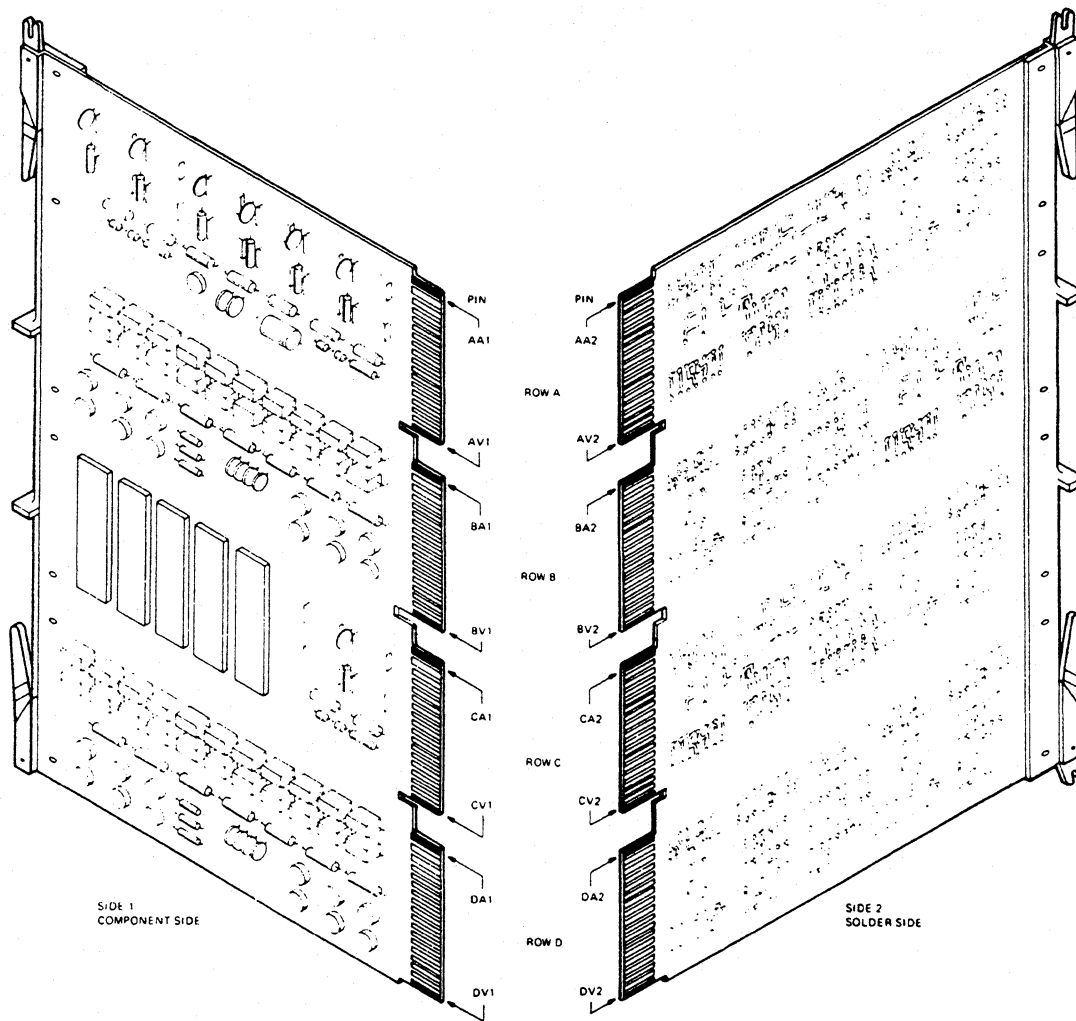 PIN PIN
AA1 AA2
ROW A
AV1 AV2
BA1 BA2
ROW B
BV1 BV2
CA1 CA2
ROW C
CV1 CV2
DA1 DA2
SIDE 1
COMPONENT SIDE
SIDE 2
SOLDER SIDE
ROW D
DV1 DV2